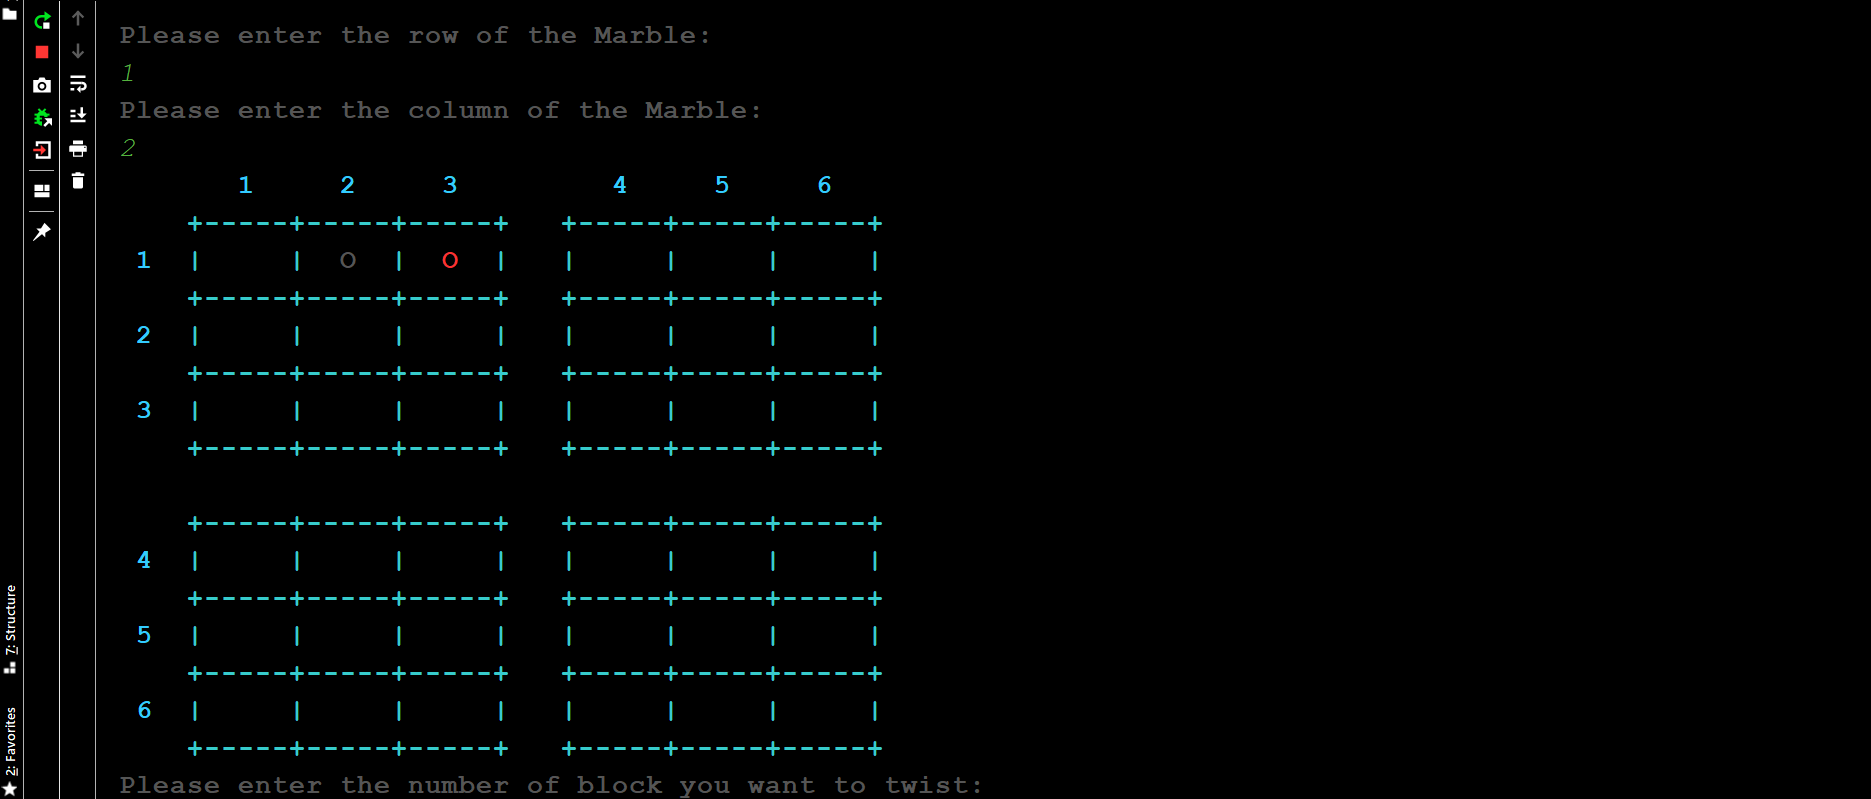 Please enter the row of the Marble:
1
Please enter the column of the Marble:
2
1 2 3 4 5 6
+-----+-----+-----+ +-----+-----+-----+
1 | | O | O | | | | |
+-----+-----+-----+ +-----+-----+-----+
2 | | | | | | | |
+-----+-----+-----+ +-----+-----+-----+
3 | | | | | | | |
+-----+-----+-----+ +-----+-----+-----+
+-----+-----+-----+ +-----+-----+-----+
4 | | | | | | | |
+-----+-----+-----+ +-----+-----+-----+
5 | | | | | | | |
+-----+-----+-----+ +-----+-----+-----+
6 | | | | | | | |
+-----+-----+-----+ +-----+-----+-----+
Please enter the number of block you want to twist:
7: Structure
2: Favorites